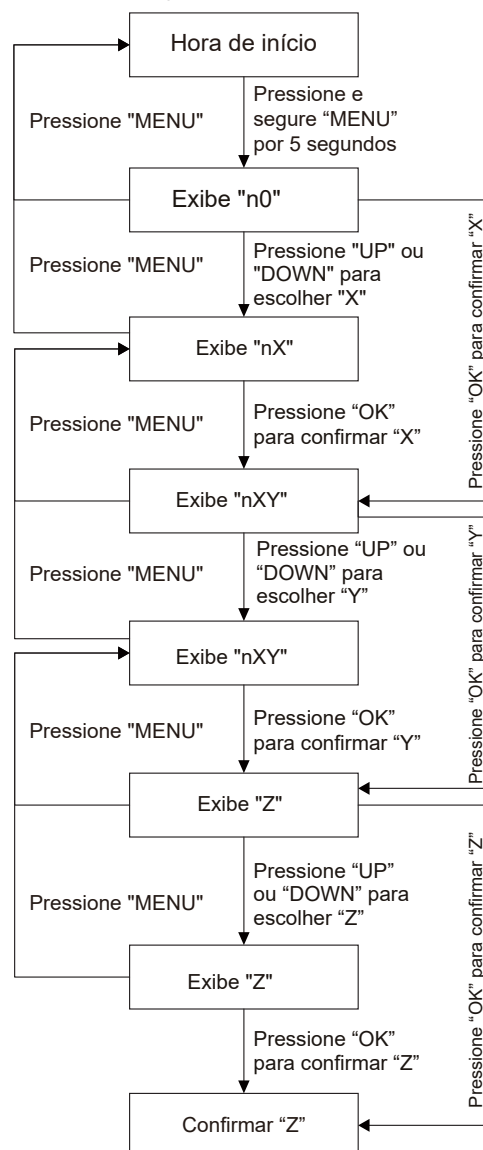 Hora de início
Pressione "MENU"
Pressione e
segure “MENU”
por 5 segundos
Exibe "n0"
Pressione "MENU"
Pressione "UP" ou
"DOWN" para
escolher "X"
Pressione “OK” para confirmar “X”
Exibe "nX"
Pressione "MENU"
Pressione “OK”
para confirmar “X”
Exibe "nXY"
Pressione "MENU"
Pressione “UP” ou
“DOWN” para
escolher “Y”
Pressione “OK” para confirmar “Y”
Exibe "nXY"
Pressione "MENU"
Pressione “OK”
para confirmar “Y”
Exibe "Z"
Pressione "MENU"
Pressione “UP”
ou “DOWN” para
escolher “Z”
Pressione “OK” para confirmar “Z”
Exibe "Z"
Pressione “OK”
para confirmar “Z”
Confirmar “Z”